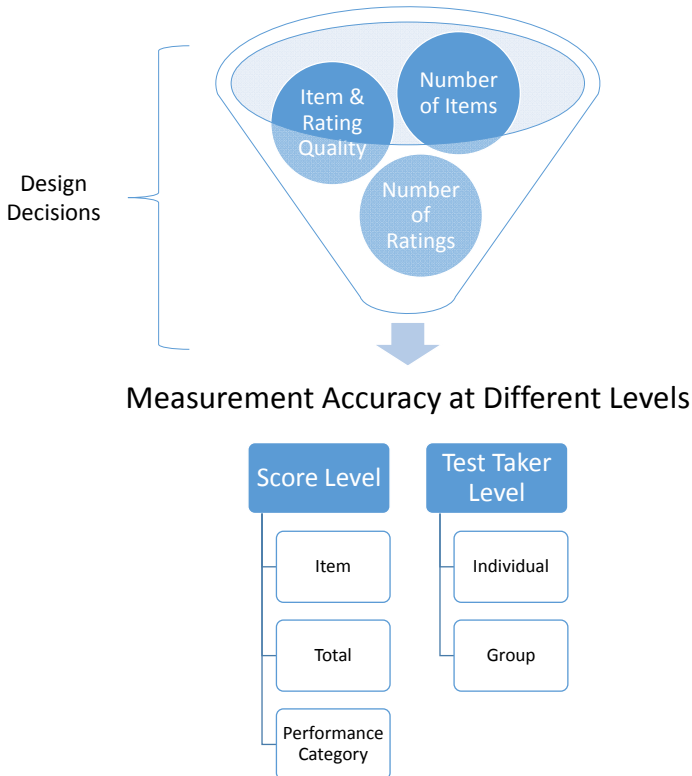 Design
Decisions
Item &
Rating
Quality
Number
of Items
Number
of
Ratings
Measurement Accuracy at Different Levels
Score Level
Item
Total
Performance
Category
Test Taker
Level
Individual
Group